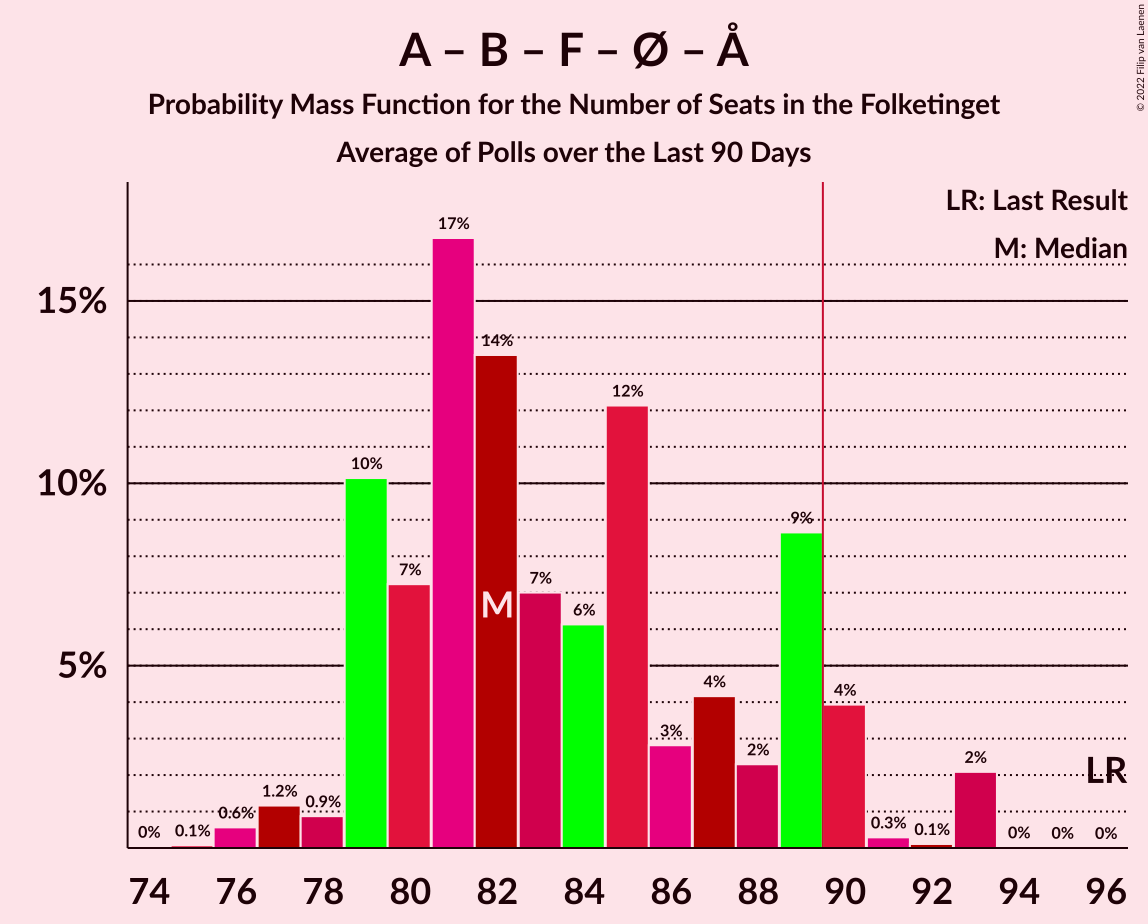 A – B – F – Ø – Å
Probability Mass Function for the Number of Seats in the Folketinget
Average of Polls over the Last 90 Days
© 2022 Filip van Laenen
LR: Last Result
M: Median
15%
10%
5%
0%
0.1%
0.6%
1.2%
0.9%
10%
7%
17%
14%
7%
6%
12%
3%
4%
2%
9%
4%
0.3%
0.1%
2%
0%
0%
0%
M
LR
74 76 78 80 82 84 86 88 90 92 94 96